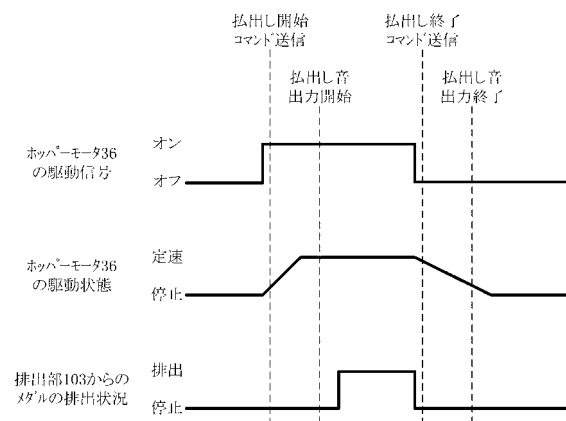 払出し開始
コマンド送信
払出し終了
コマンド送信
払出し音
出力開始
払出し音
出力終了
ホッパーモータ36
の駆動信号
オン
オフ
ホッパーモータ36
の駆動状態
定速
停止
排出部103からの
メダルの排出状況
排出
停止